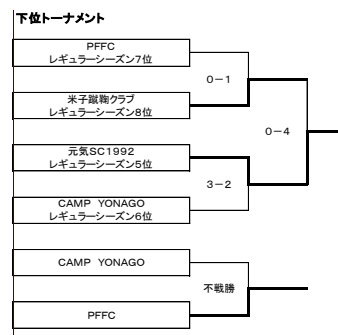 下位トーナメント
PFFC
レギュラーシーズン7位
0－1
米子蹴鞠クラブ
レギュラーシーズン8位
0－4
元気SC1992
レギュラーシーズン5位
3－2
CAMP YONAGO
レギュラーシーズン6位
CAMP YONAGO
不戦勝
PFFC